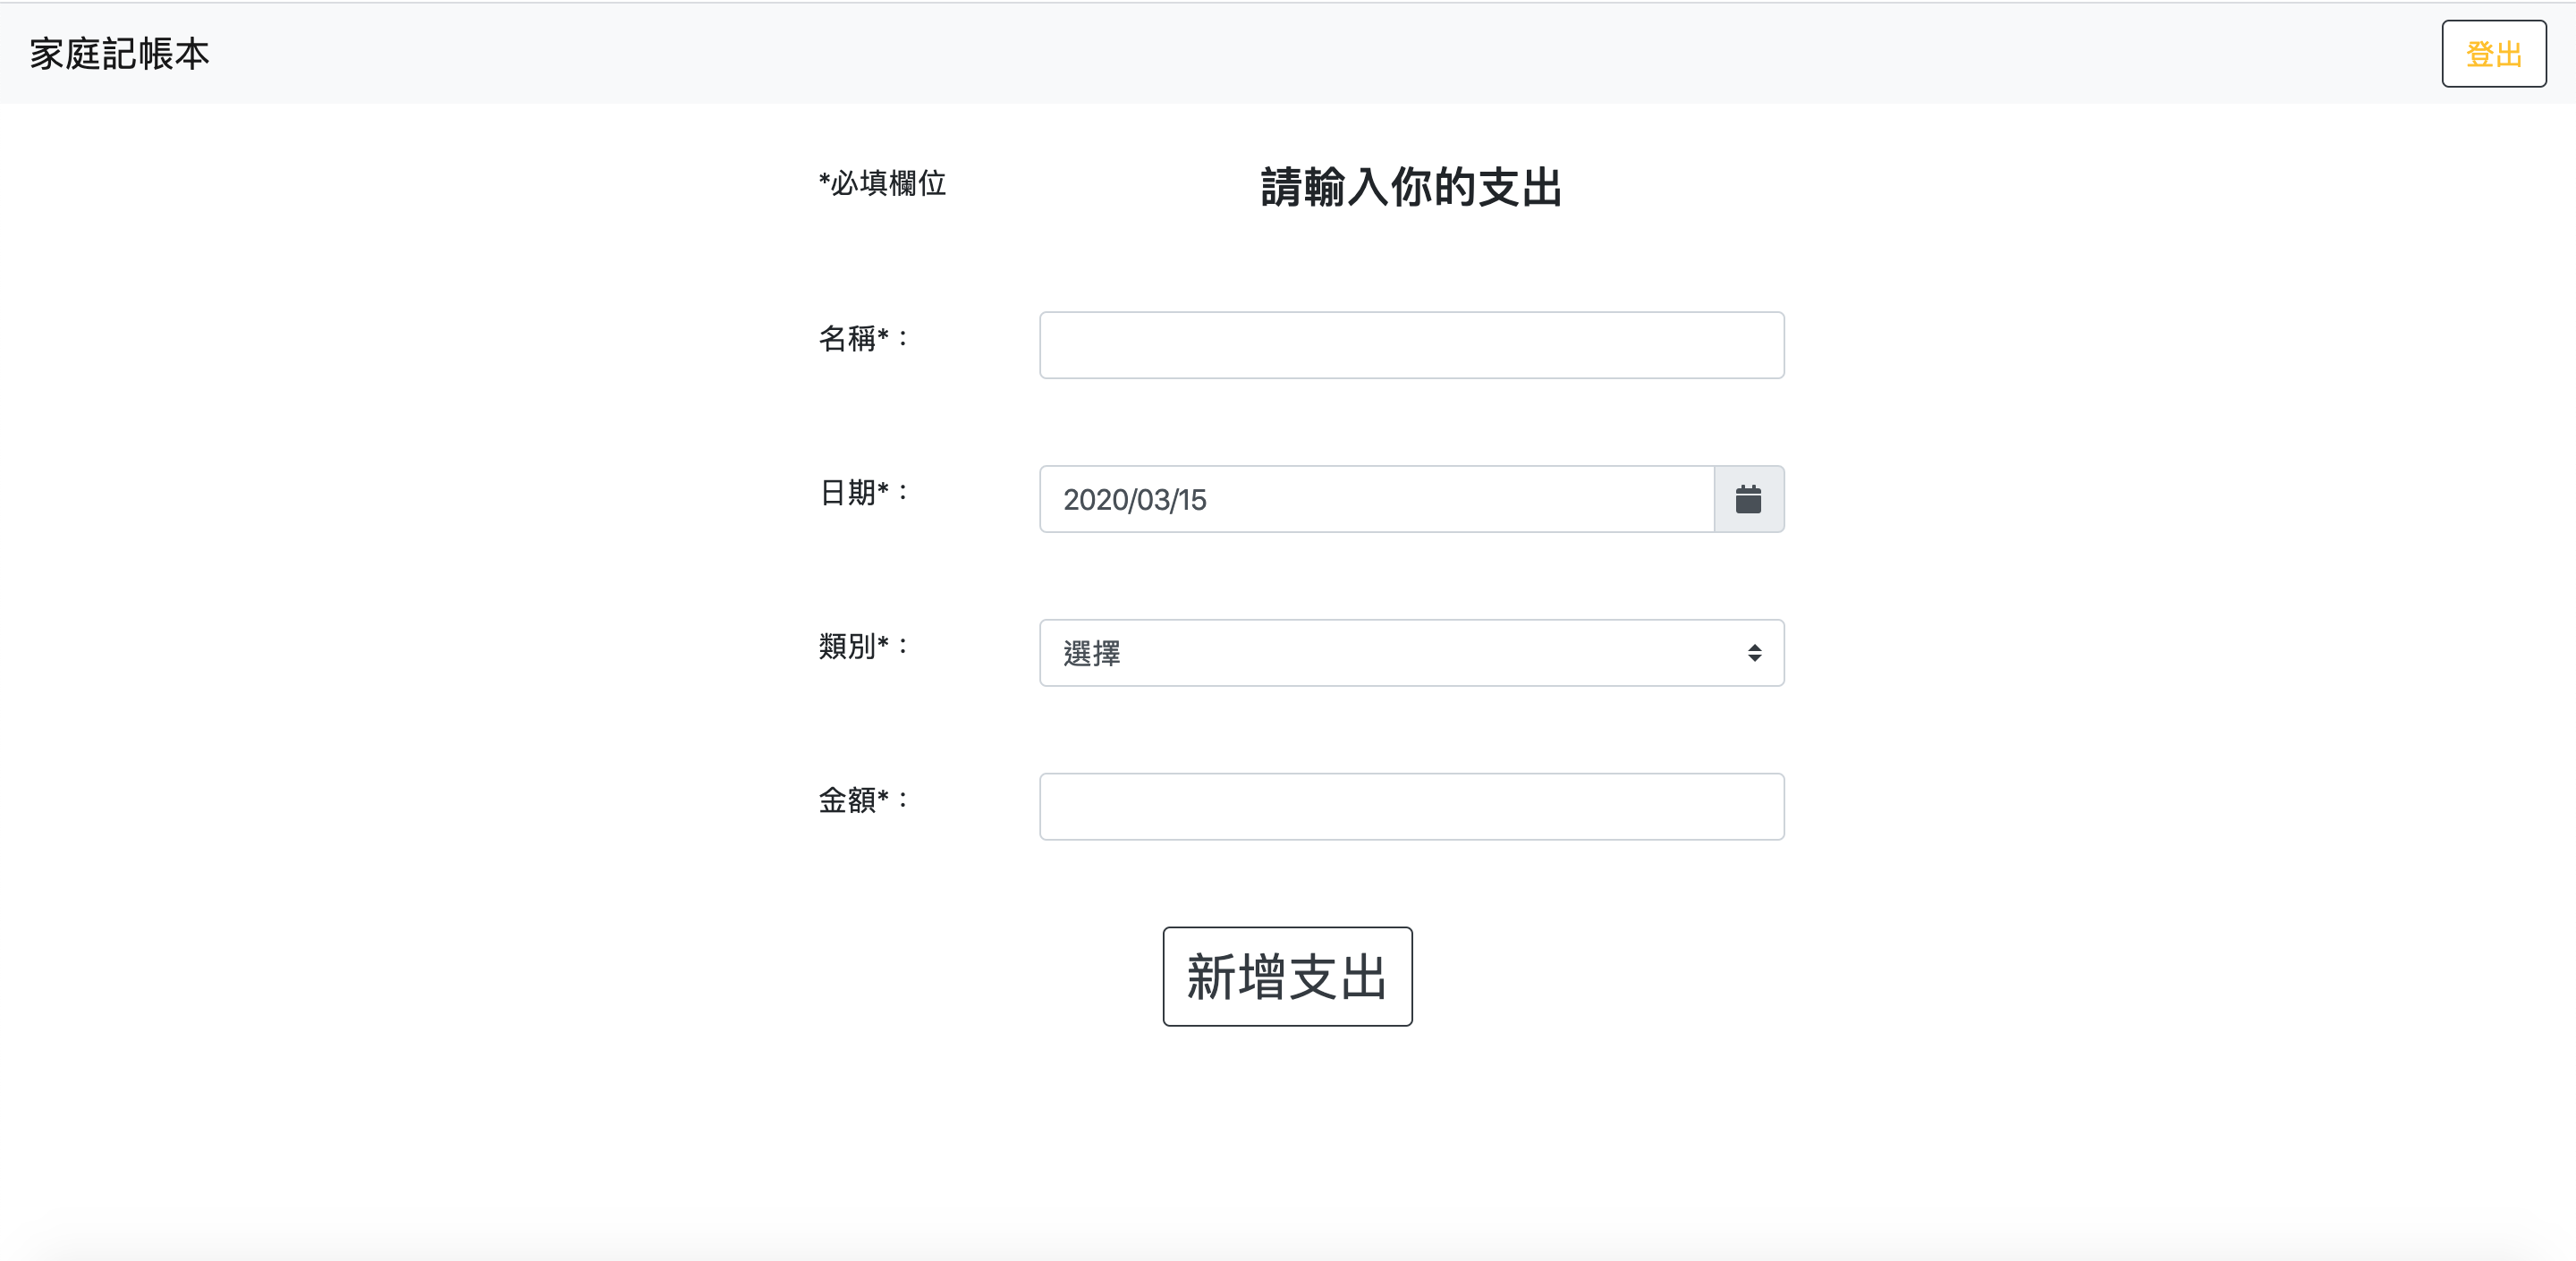 家庭記帳本
登出
*必填欄位
請輸入你的支出
名稱*：
日期*：
2020/03/15
類別*：
選擇
金額*：
新增支出